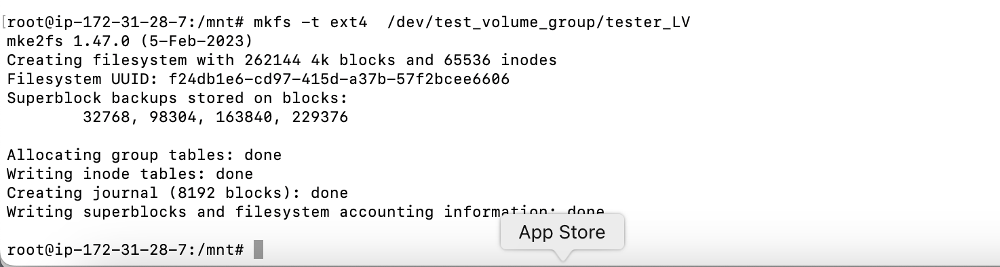 root@ip-172-31-28-7:/mnt# mkfs -t ext4  /dev/test_volume_group/tester_LV
mke2fs 1.47.0 (5-Feb-2023)
Creating filesystem with 262144 4k blocks and 65536 inodes
Filesystem UUID: f24db1e6-cd97-415d-a37b-57f2bcee6606
Superblock backups stored on blocks:
        32768, 98304, 163840, 229376

Allocating group tables: done
Writing inode tables: done
Creating journal (8192 blocks): done
Writing superblocks and filesystem accounting information: done
App Store
root@ip-172-31-28-7:/mnt#